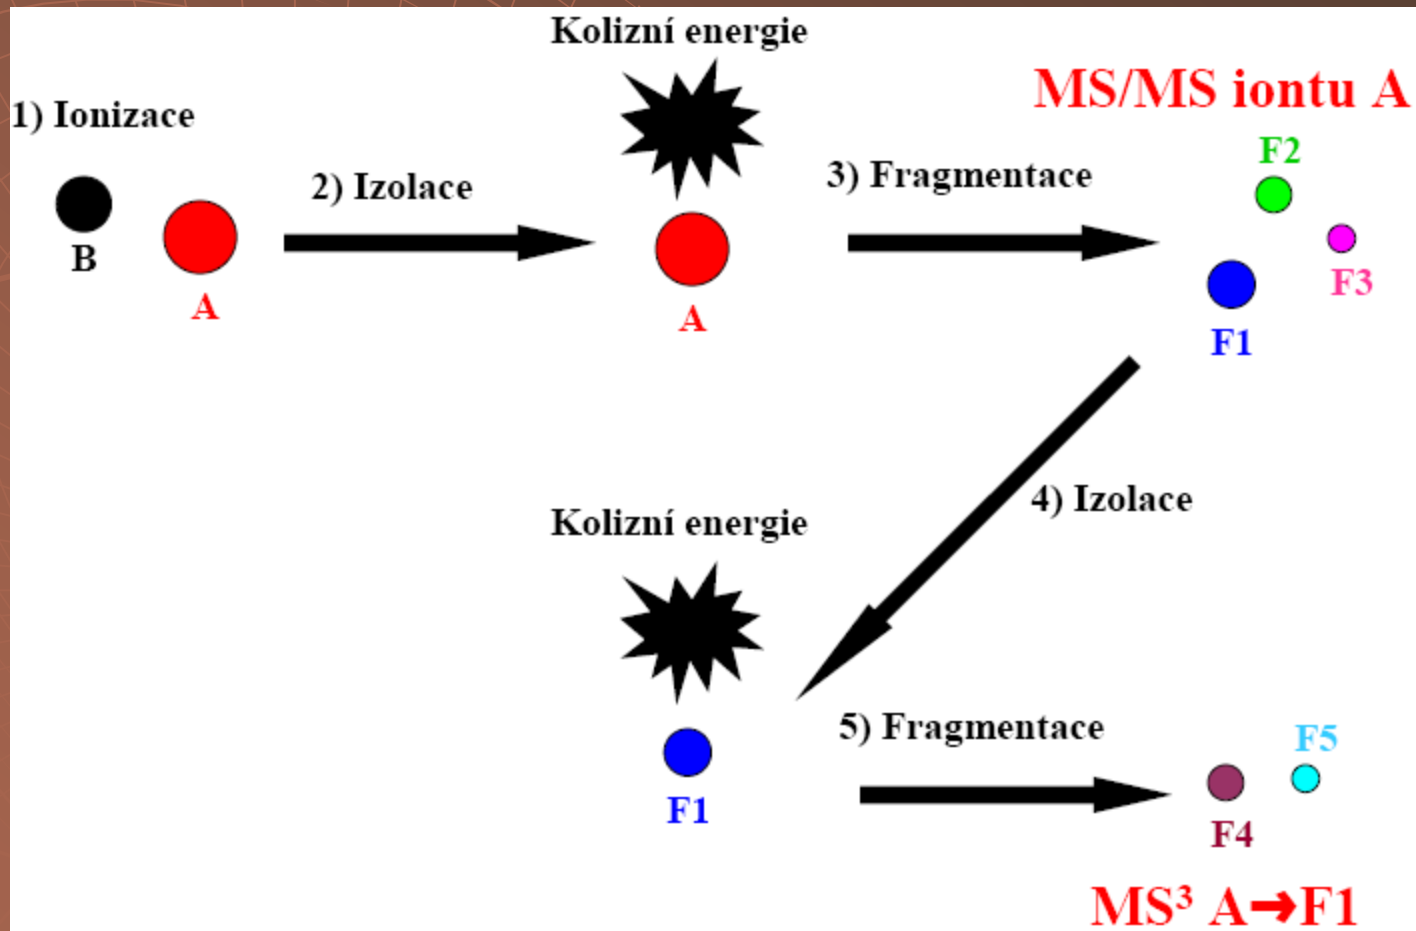 Kolizní energie
MS/MS iontu A
1) Ionizace
F2
3) Fragmentace
2) Izolace
B
F3
A
A
F1
4) Izolace
Kolizní energie
5) Fragmentace
F5
F1
F4
MS³ A➔F1